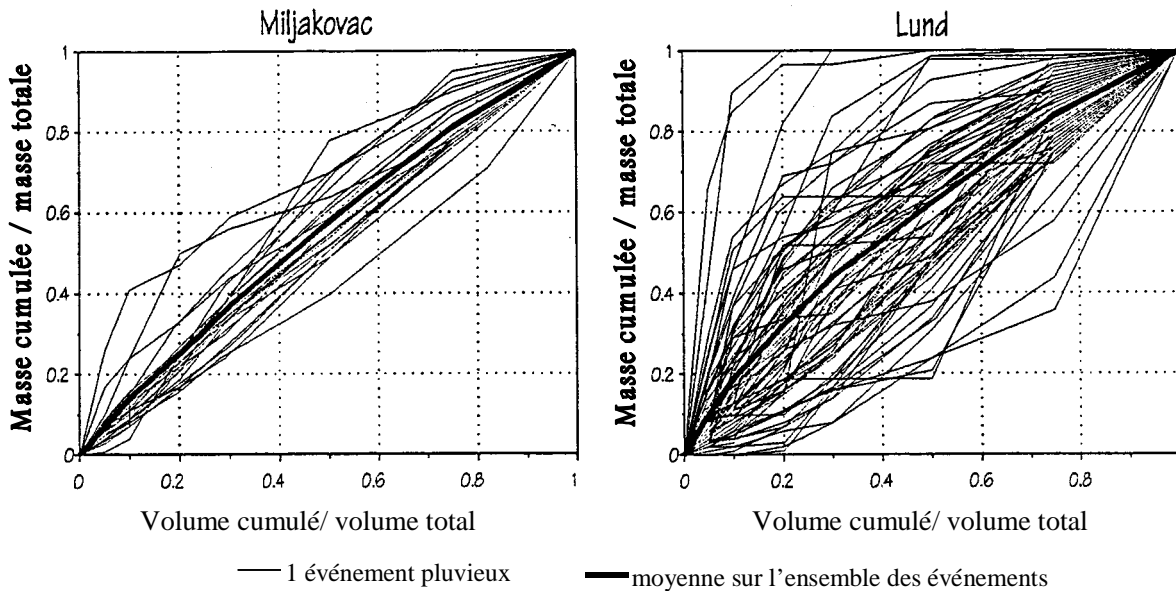 Miljakovac
Lund
Masse cumulée / masse totale
1
0.8
0.6
0.4
0.2
0
0
0.2
0.4
0.6
0.8
1
Volume cumulé/ volume total
Masse cumulée / masse totale
1
0.8
0.6
0.4
0.2
0
0
0.2
0.4
0.6
0.8
Volume cumulé/ volume total
1 événement pluvieux
moyenne sur l'ensemble des événements